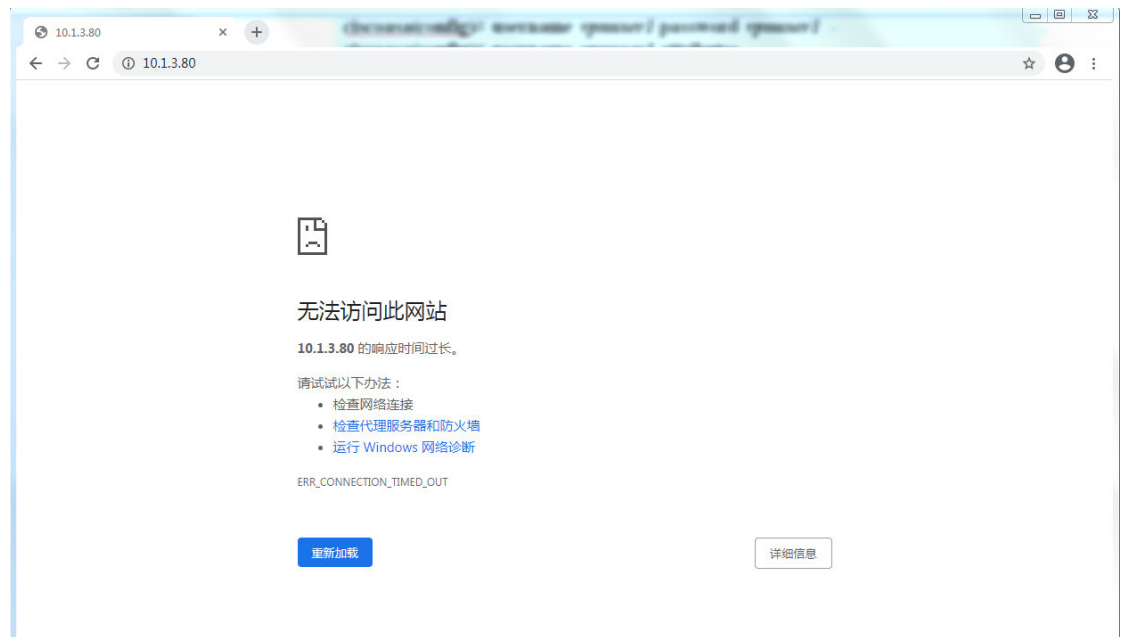 10.1.3.80
10.1.3.80
无法访问此网站
10.1.3.80 的响应时间过长。
请试试以下办法：
检查网络连接
检查代理服务器和防火墙
运行 Windows 网络诊断
ERR_CONNECTION_TIMED_OUT
重新加载
详细信息